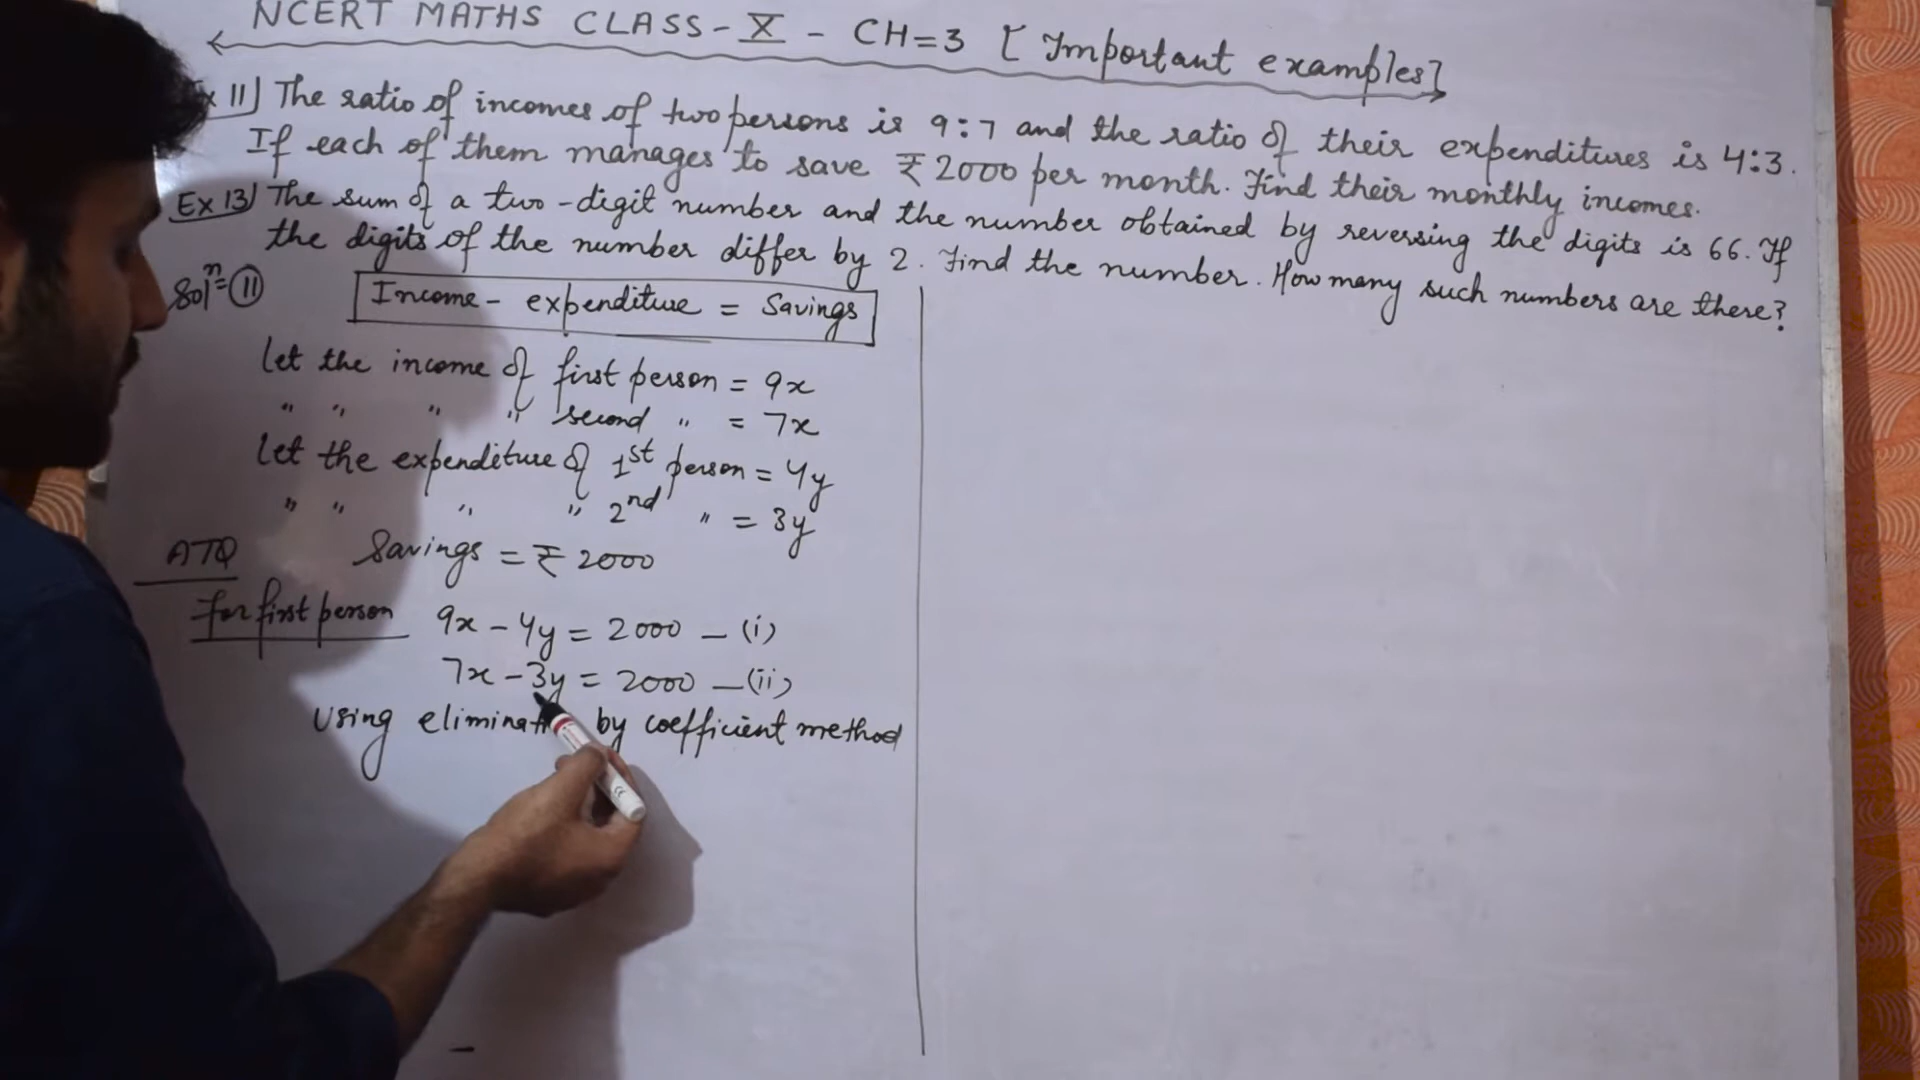 NCERT MATHS CLASS-X - CH=3 [Important examples]
Ex 11) The ratio of incomes of two persons is 9:7 and the ratio of their expenditures is 4:3.
If each of them manages to save ₹2000 per month. Find their monthly incomes.
Ex 13) The sum of a two-digit number and the number obtained by reversing the digits is 66. If
the digits of the number differ by 2. Find the number. How many such numbers are there?
Solⁿ= 11
Income - expenditure = Savings
Let the income of first person = 9x
" " " " second " = 7x
Let the expenditure of 1st person = 4y
" " " " 2nd " = 3y
ATQ Savings = ₹ 2000
For first person 9x - 4y = 2000 - (i)
7x - 3y = 2000 - (ii)
Using by coefficient method